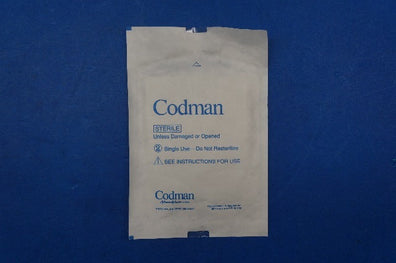 Codman
STERILE
Unless Damaged or Opened
Single Use - Do Not Resterilize
SEE INSTRUCTIONS FOR USE
Codman